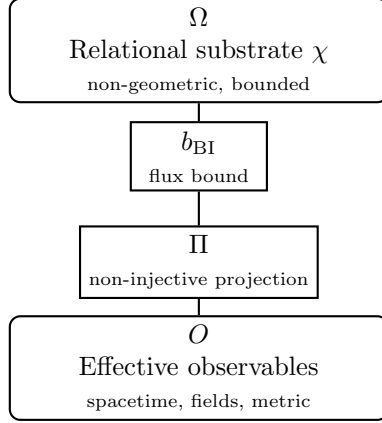 Ω
Relational substrate χ
non-geometric, bounded
b_BI
flux bound
Π
non-injective projection
O
Effective observables
spacetime, fields, metric